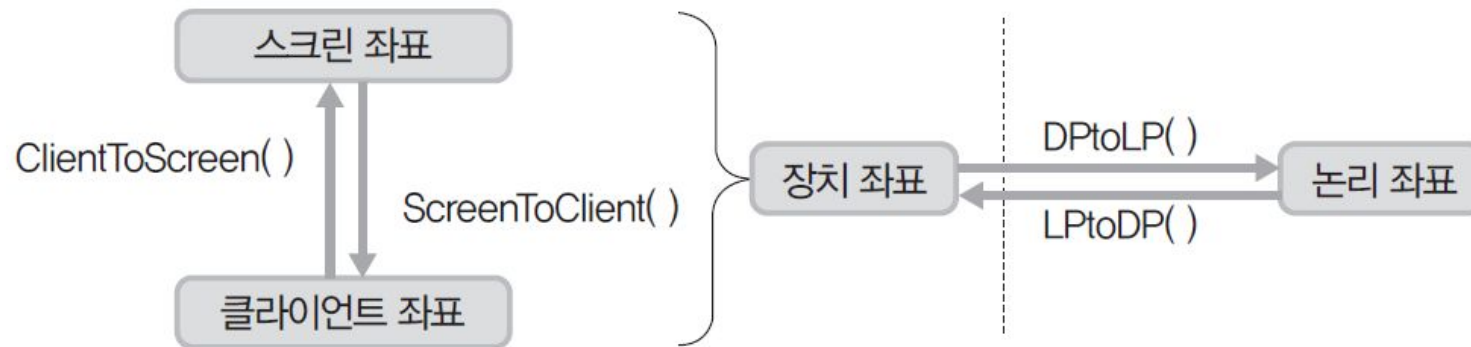 스크린 좌표
ClientToScreen( )
ScreenToClient( )
클라이언트 좌표
장치 좌표
DPtoLP( )
LPtoDP( )
논리 좌표